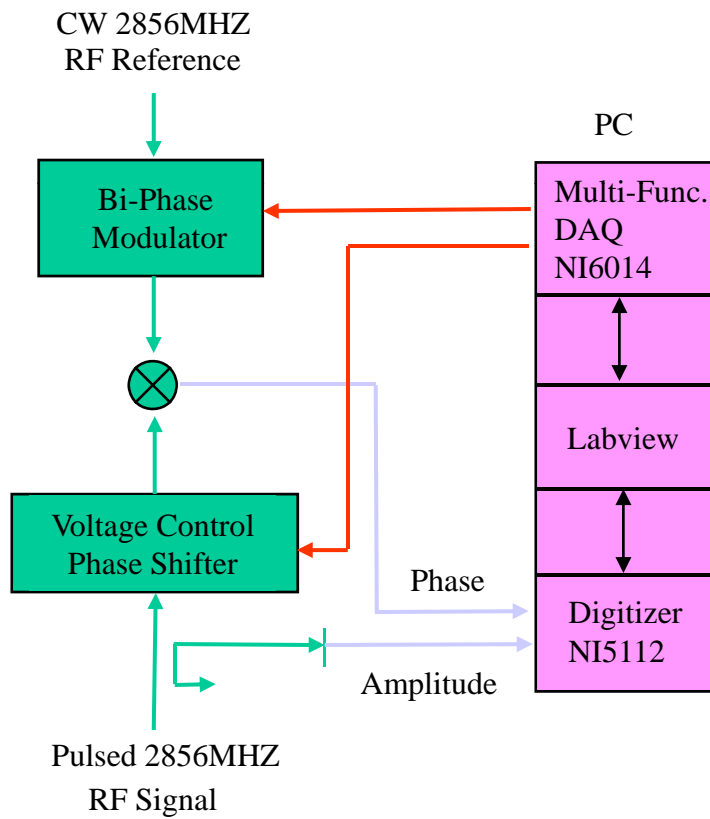 CW 2856MHZ
RF Reference
PC
Bi-Phase
Modulator
Multi-Func.
DAQ
NI6014
Labview
Voltage Control
Phase Shifter
Phase
Digitizer
NI5112
Amplitude
Pulsed 2856MHZ
RF Signal